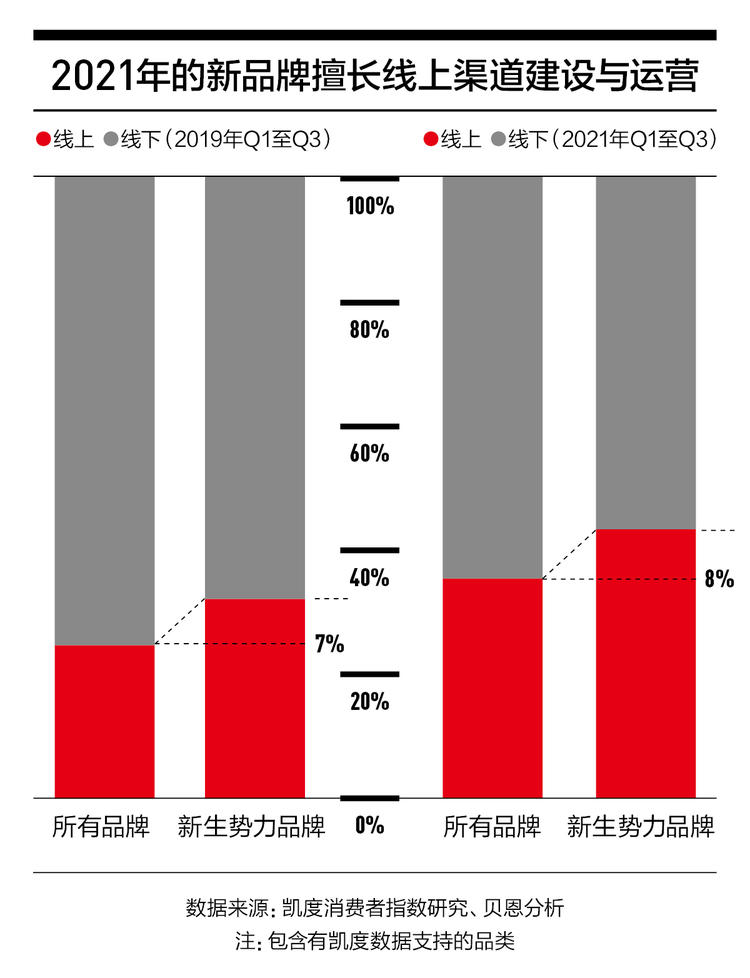 2021年的新品牌擅长线上渠道建设与运营
线上 线下（2019年Q1至Q3） 线上 线下（2021年Q1至Q3）
100%
80%
60%
40%
8%
7%
20%
0%
所有品牌 新生势力品牌 所有品牌 新生势力品牌
数据来源：凯度消费者指数研究、贝恩分析
注：包含有凯度数据支持的品类